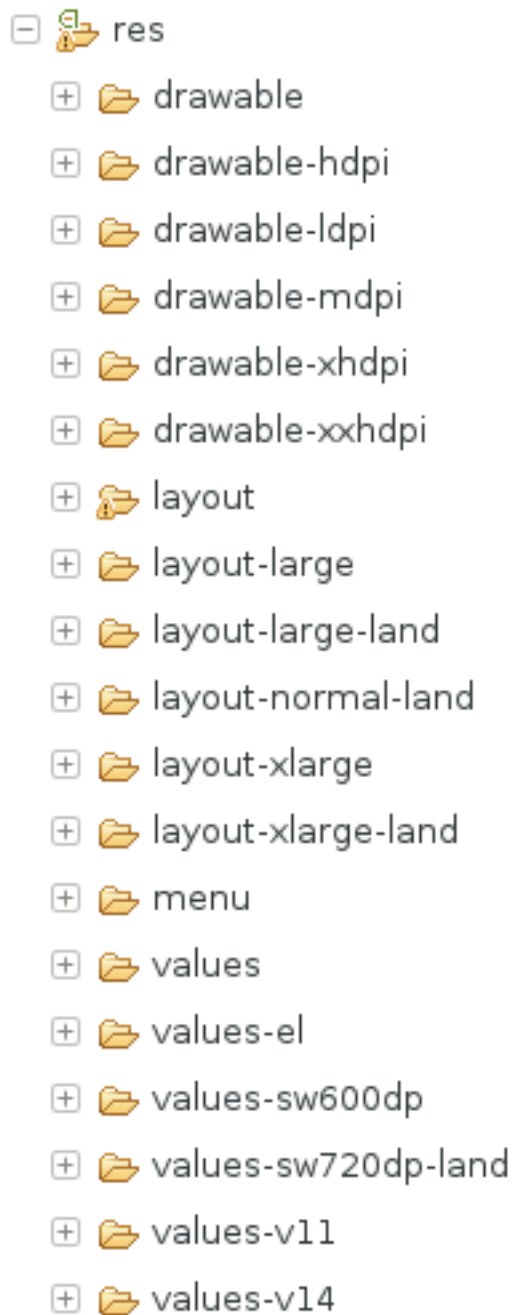 res
drawable
drawable-hdpi
drawable-ldpi
drawable-mdpi
drawable-xhdpi
drawable-xxhdpi
layout
layout-large
layout-large-land
layout-normal-land
layout-xlarge
layout-xlarge-land
menu
values
values-el
values-sw600dp
values-sw720dp-land
values-v11
values-v14